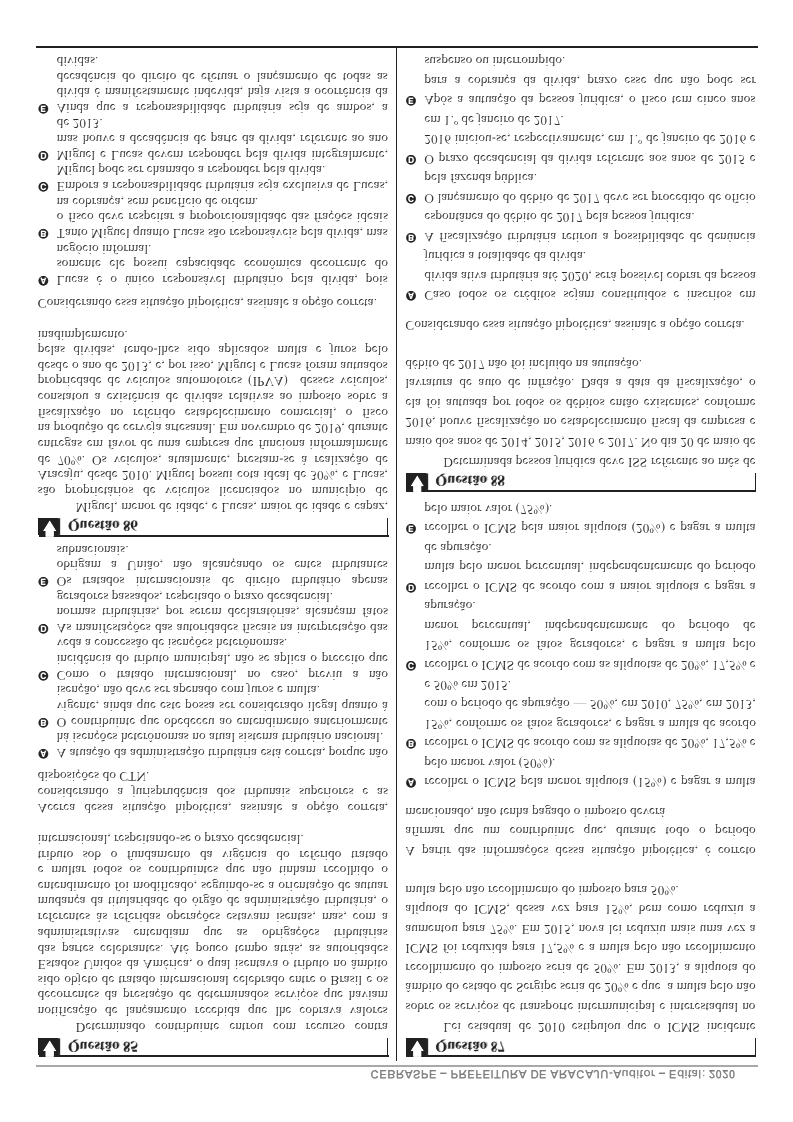 CEBRASPE – PREFEITURA DE ARACAJU-Auditor – Edital: 2020
Questão 85
Determinado contribuinte entrou com recurso contra
notificação de lançamento recebida que lhe cobrava valores
decorrentes da prestação de determinados serviços que haviam
sido objeto de tratado internacional celebrado entre o Brasil e os
Estados Unidos da América, o qual isentava o tributo no âmbito
das partes celebrantes. Até pouco tempo atrás, as autoridades
administrativas entendiam que as obrigações tributárias
referentes às referidas operações estavam isentas, mas, com a
mudança da titularidade do órgão de administração tributária, o
entendimento foi modificado, seguindo-se a orientação de autuar
e multar todos os contribuintes que não tinham recolhido o
tributo sob o fundamento da vigência do referido tratado
internacional, respeitando-se o prazo decadencial.
Acerca dessa situação hipotética, assinale a opção correta,
considerando a jurisprudência dos tribunais superiores e as
disposições do CTN.
A A atuação da administração tributária está correta, porque não
há isenções heterônomas no atual sistema tributário nacional.
B O contribuinte que obedeceu ao entendimento anteriormente
vigente, ainda que este possa ser considerado ilegal quanto à
isenção, não deve ser apenado com juros e multa.
C Como o tratado internacional, no caso, previu a não
incidência do tributo municipal, não se aplica o preceito que
veda a concessão de isenções heterônomas.
D As manifestações das autoridades fiscais na interpretação das
normas tributárias, por serem declaratórias, alcançam fatos
geradores passados, respeitado o prazo decadencial.
E Os tratados internacionais de direito tributário apenas
obrigam a União, não alcançando os entes tributantes
subnacionais.
Questão 86
Miguel, menor de idade, e Lucas, maior de idade e capaz,
são proprietários de veículos licenciados no município de
Aracaju, desde 2010. Miguel possui cota ideal de 30%, e Lucas,
de 70%. Os veículos, atualmente, prestam-se à realização de
entregas em favor de uma empresa que funciona informalmente
na produção de cerveja artesanal. Em novembro de 2019, durante
fiscalização no referido estabelecimento comercial, o fisco
constatou a existência de dívidas relativas ao imposto sobre a
propriedade de veículos automotores (IPVA) desses veículos,
desde o ano de 2013, e, por isso, Miguel e Lucas foram autuados
pelas dívidas, tendo-lhes sido aplicados multa e juros pelo
inadimplemento.
Considerando essa situação hipotética, assinale a opção correta.
A Lucas é o único responsável tributário pela dívida, pois
somente ele possui capacidade econômica decorrente do
negócio informal.
B Tanto Miguel quanto Lucas são responsáveis pela dívida, mas
o fisco deve respeitar a proporcionalidade das frações ideais
na cobrança, sem benefício de ordem.
C Embora a responsabilidade tributária seja exclusiva de Lucas,
Miguel pode ser chamado a responder pela dívida.
D Miguel e Lucas devem responder pela dívida integralmente,
mas houve a decadência de parte da dívida, referente ao ano
de 2013.
E Ainda que a responsabilidade tributária seja de ambos, a
dívida é manifestamente indevida, haja vista a ocorrência da
decadência do direito de efetuar o lançamento de todas as
dívidas.
Questão 87
Lei estadual de 2010 estipulou que o ICMS incidente
sobre os serviços de transporte intermunicipal e interestadual no
âmbito do estado de Sergipe seria de 20% e que a multa pelo não
recolhimento do imposto seria de 50%. Em 2013, a alíquota do
ICMS foi reduzida para 17,5% e a multa pelo não recolhimento
aumentou para 75%. Em 2015, nova lei reduziu mais uma vez a
alíquota do ICMS, dessa vez para 15%, bem como reduziu a
multa pelo não recolhimento do imposto para 50%.
A partir das informações dessa situação hipotética, é correto
afirmar que um contribuinte que, durante todo o período
mencionado, não tenha pagado o imposto deverá
A recolher o ICMS pela menor alíquota (15%) e pagar a multa
pelo menor valor (50%).
B recolher o ICMS de acordo com as alíquotas de 20%, 17,5% e
15%, conforme os fatos geradores, e pagar a multa de acordo
com o período de apuração — 50%, em 2010, 75%, em 2013,
e 50% em 2015.
C recolher o ICMS de acordo com as alíquotas de 20%, 17,5% e
15%, conforme os fatos geradores, e pagar a multa pelo
menor percentual, independentemente do período de
apuração.
D recolher o ICMS de acordo com a maior alíquota e pagar a
multa pelo menor percentual, independentemente do período
de apuração.
E recolher o ICMS pela maior alíquota (20%) e pagar a multa
pelo maior valor (75%).
Questão 88
Determinada pessoa jurídica deve ISS referente ao mês de
maio dos anos de 2014, 2015, 2016 e 2017. No dia 20 de maio de
2016, houve fiscalização no estabelecimento fiscal da empresa e
ela foi autuada por todos os débitos então existentes, conforme
lavratura de auto de infração. Dada a data da fiscalização, o
débito de 2017 não foi incluído na autuação.
Considerando essa situação hipotética, assinale a opção correta.
A Caso todos os créditos sejam constituídos e inscritos em
dívida ativa tributária até 2020, será possível cobrar da pessoa
jurídica a totalidade da dívida.
B A fiscalização tributária retirou a possibilidade de denúncia
espontânea do débito de 2017 pela pessoa jurídica.
C O lançamento do débito de 2017 deve ser procedido de ofício
pela fazenda pública.
D O prazo decadencial da dívida referente aos anos de 2015 e
2016 iniciou-se, respectivamente, em 1.º de janeiro de 2016 e
em 1.º de janeiro de 2017.
E Após a autuação da pessoa jurídica, o fisco tem cinco anos
para a cobrança da dívida, prazo esse que não pode ser
suspenso ou interrompido.